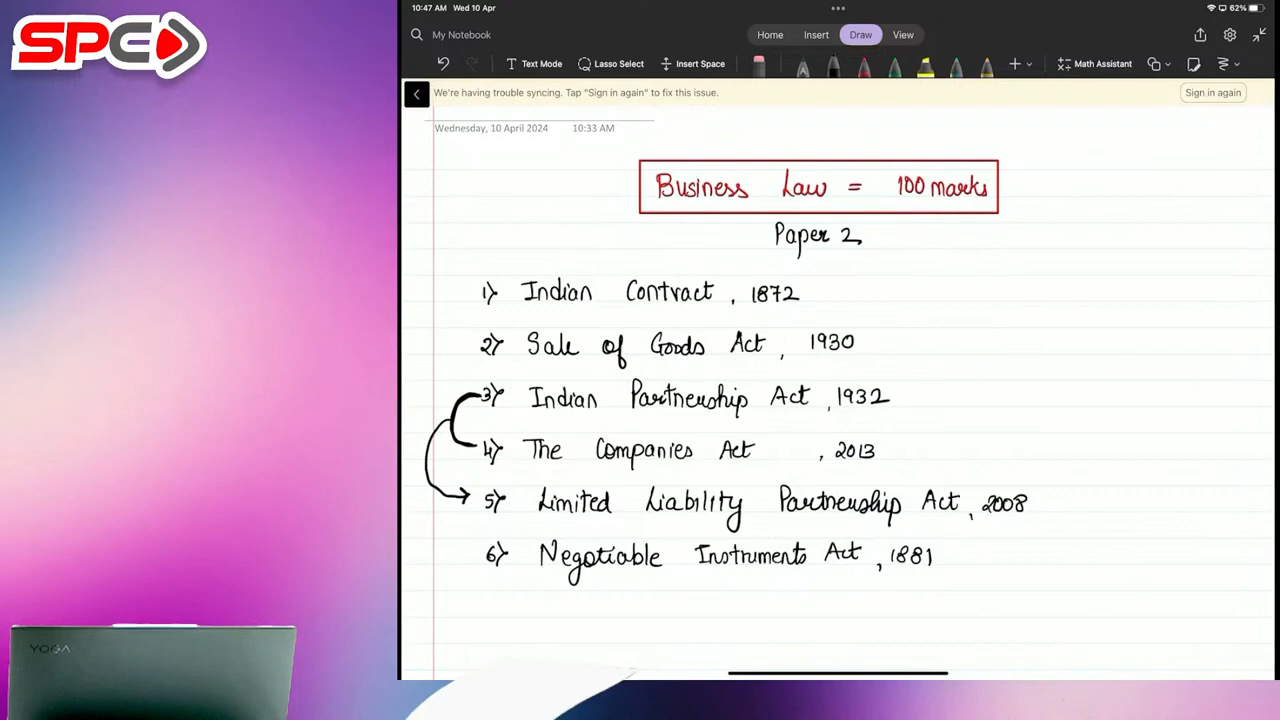 SPC
10:47 AM Wed 10 Apr
62%
My Notebook
Home Insert Draw View
Text Mode Lasso Select Insert Space Math Assistant
We're having trouble syncing. Tap "Sign in again" to fix this issue. Sign in again
Wednesday, 10 April 2024 10:33 AM
Business Law = 100 marks
Paper 2
1) Indian Contract, 1872
2) Sale of Goods Act, 1930
3) Indian Partnership Act, 1932
4) The Companies Act, 2013
5) Limited Liability Partnership Act, 2008
6) Negotiable Instruments Act, 1881
YOGA